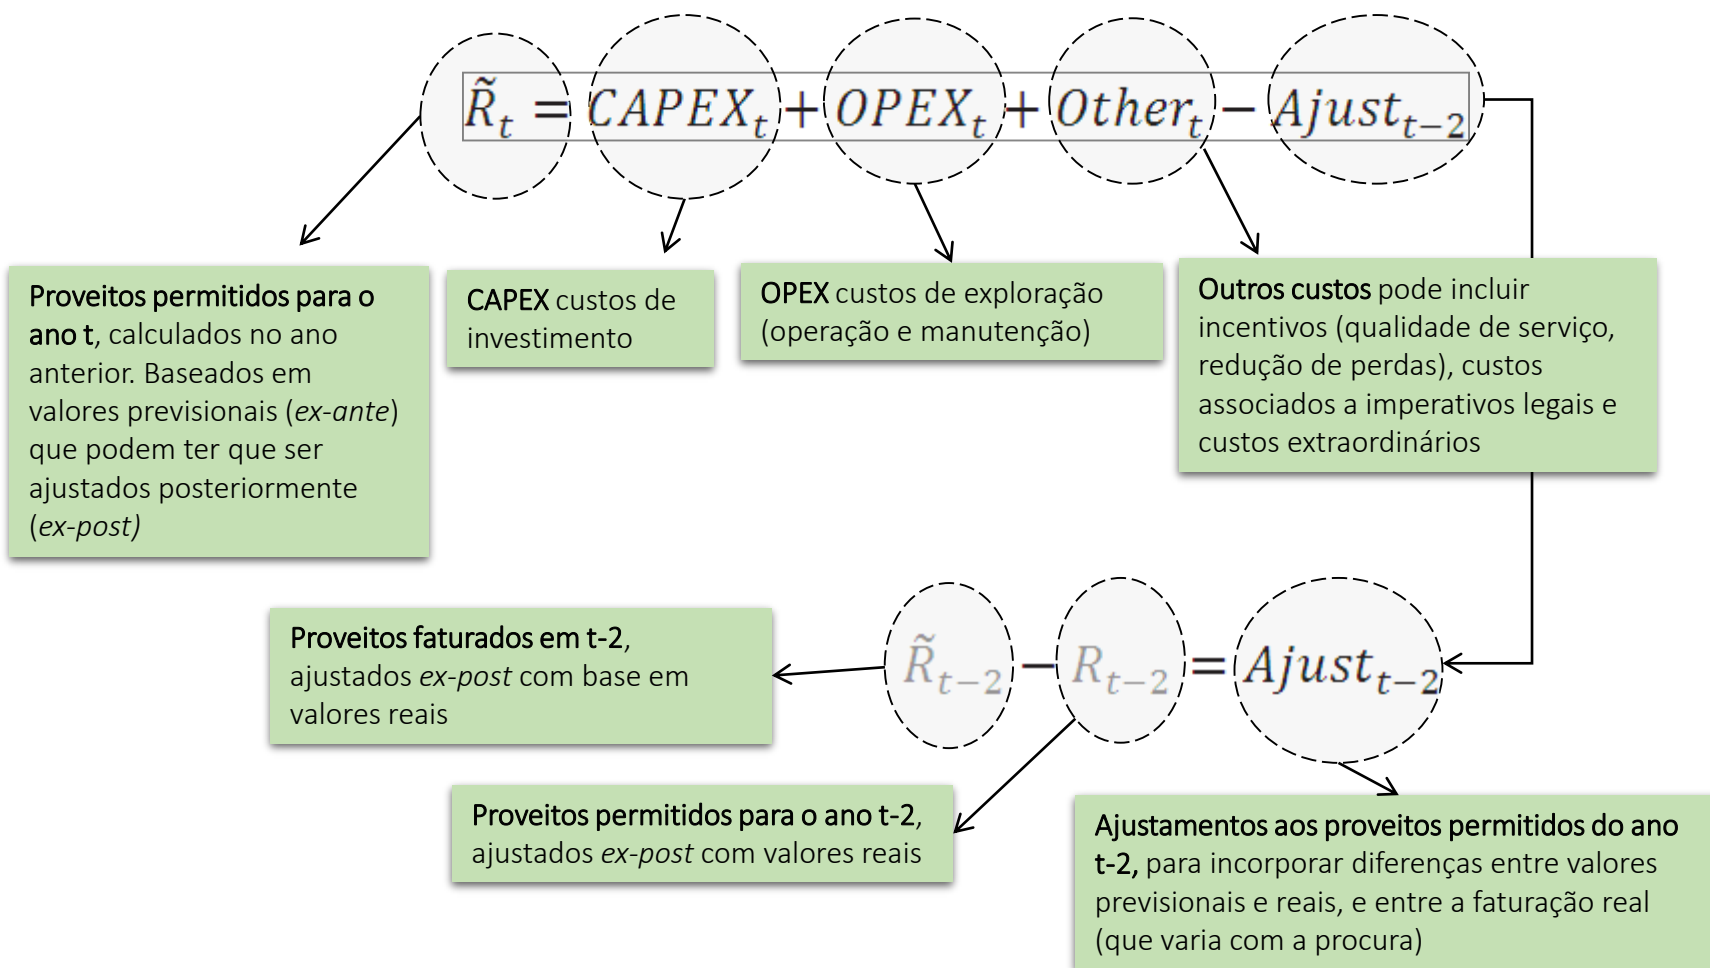 R̃ₜ = CAPEXₜ + OPEXₜ + Otherₜ − Ajustₜ₋₂
Proveitos permitidos para o
ano t, calculados no ano
anterior. Baseados em
valores previsionais (ex-ante)
que podem ter que ser
ajustados posteriormente
(ex-post)
CAPEX custos de
investimento
OPEX custos de exploração
(operação e manutenção)
Outros custos pode incluir
incentivos (qualidade de serviço,
redução de perdas), custos
associados a imperativos legais e
custos extraordinários
R̃ₜ₋₂ − Rₜ₋₂ = Ajustₜ₋₂
Proveitos faturados em t-2,
ajustados ex-post com base em
valores reais
Proveitos permitidos para o ano t-2,
ajustados ex-post com valores reais
Ajustamentos aos proveitos permitidos do ano
t-2, para incorporar diferenças entre valores
previsionais e reais, e entre a faturação real
(que varia com a procura)